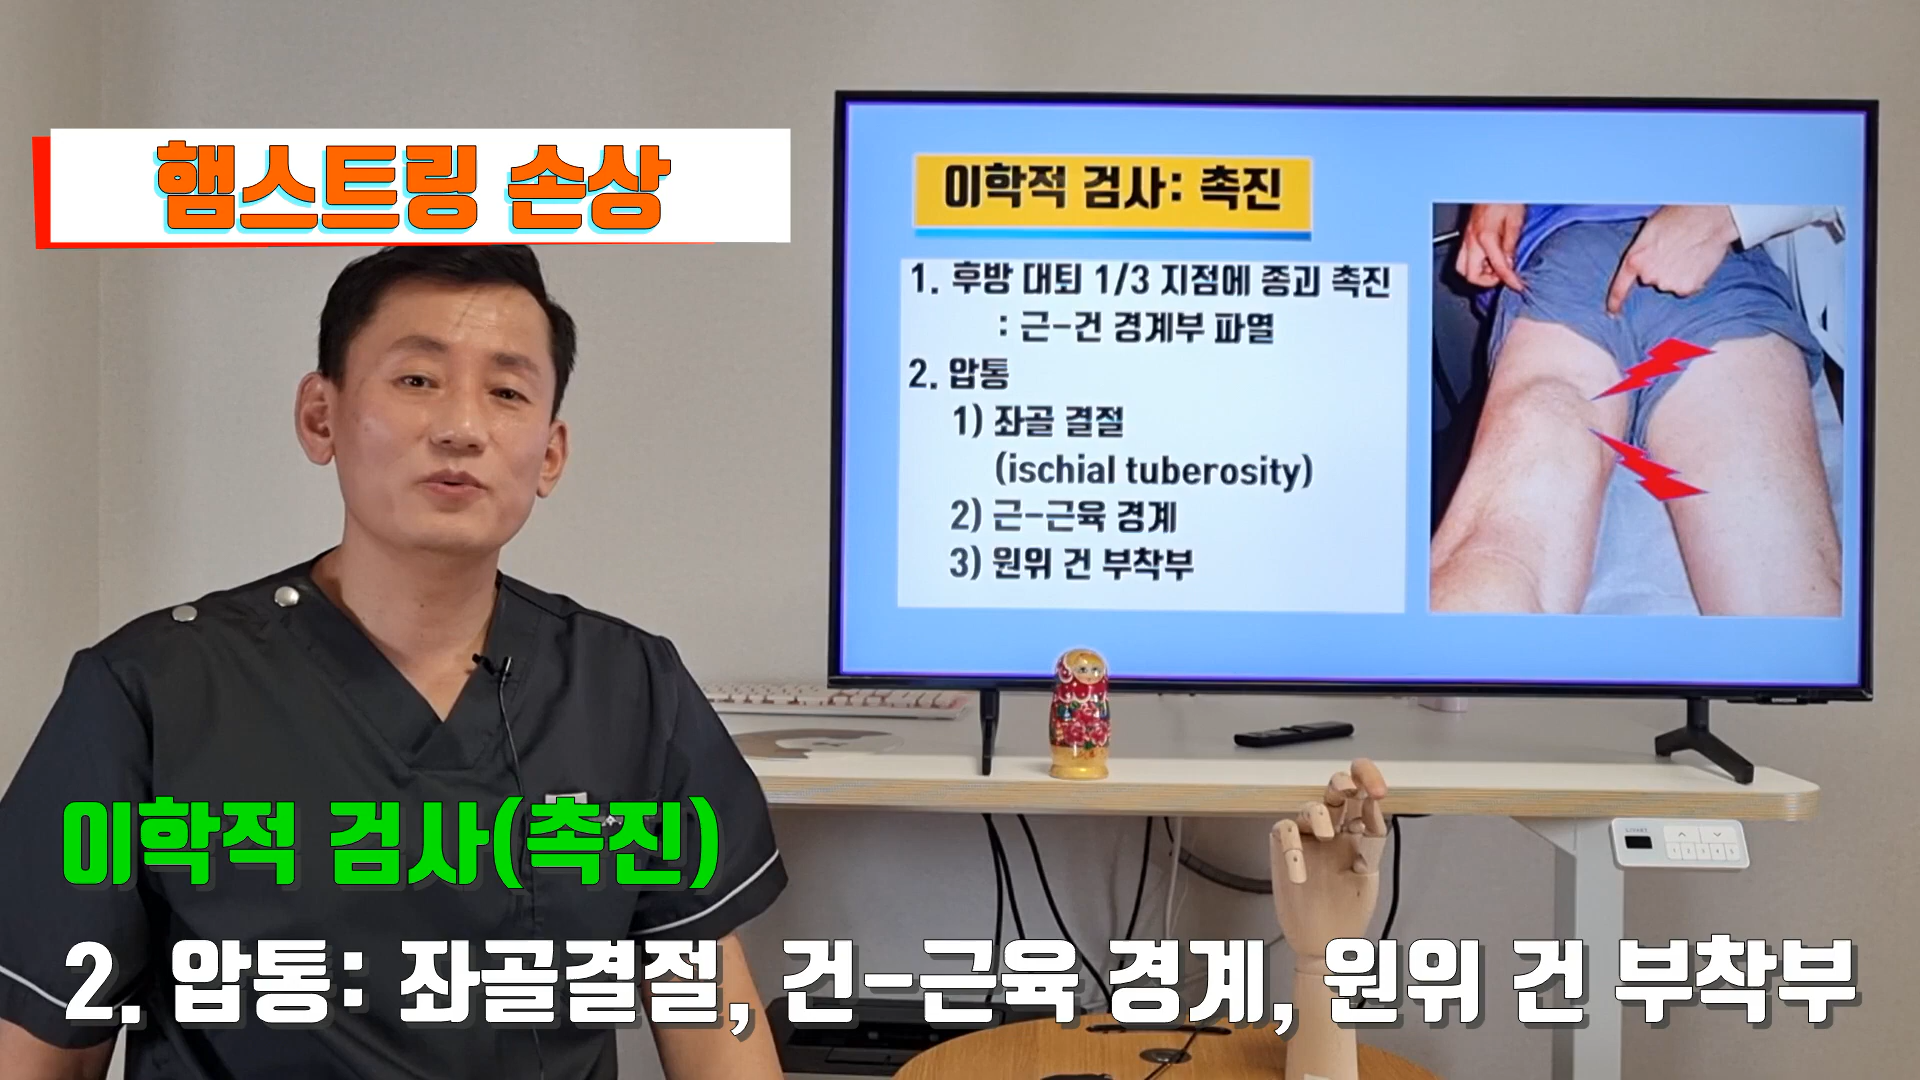 햄스트링 손상
이학적 검사: 촉진
1. 후방 대퇴 1/3 지점에 종괴 촉진
: 근-건 경계부 파열
2. 압통
1) 좌골 결절
(ischial tuberosity)
2) 근-근육 경계
3) 원위 건 부착부
이학적 검사(촉진)
2. 압통: 좌골결절, 건-근육 경계, 원위 건 부착부